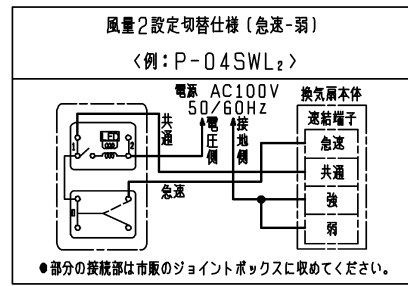 風量2設定切替仕様(急速-弱)
〈例:P-04SWL₂〉
電源 AC100V
50/60Hz
換気扇本体
速結端子
急速
共通
強
弱
共通
電圧側
接地側
LED
1
2
急速
●部分の接続部は市販のジョイントボックスに収めてください。